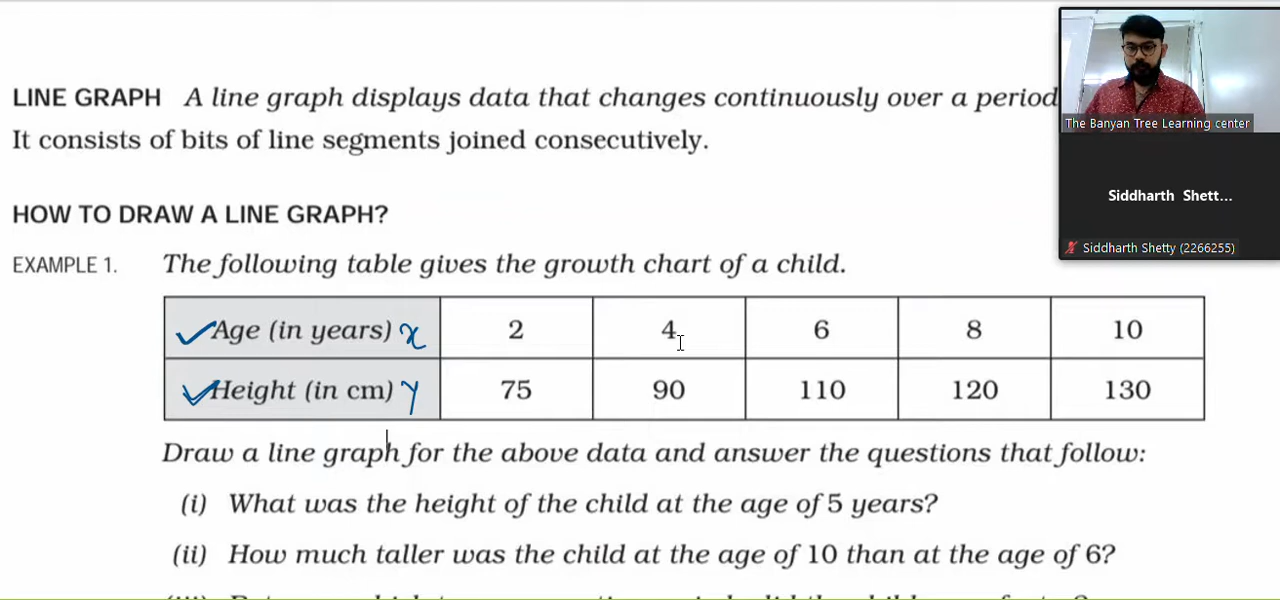 LINE GRAPH A line graph displays data that changes continuously over a period
It consists of bits of line segments joined consecutively.
HOW TO DRAW A LINE GRAPH?
EXAMPLE 1. The following table gives the growth chart of a child.
Age (in years) x 2 4 6 8 10
Height (in cm) y 75 90 110 120 130
Draw a line graph for the above data and answer the questions that follow:
(i) What was the height of the child at the age of 5 years?
(ii) How much taller was the child at the age of 10 than at the age of 6?
The Banyan Tree Learning center
Siddharth Shett...
Siddharth Shetty (2266255)